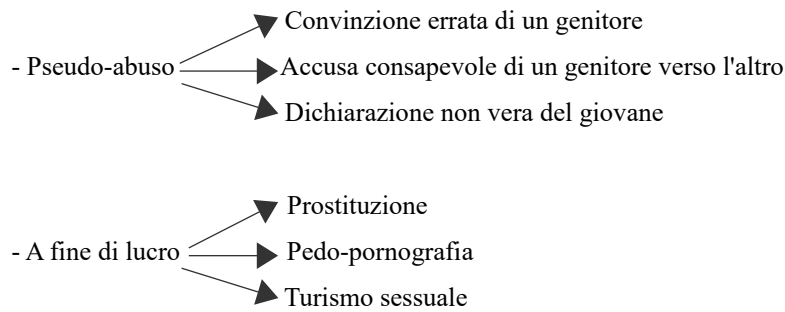 Convinzione errata di un genitore
- Pseudo-abuso
Accusa consapevole di un genitore verso l'altro
Dichiarazione non vera del giovane
Prostituzione
- A fine di lucro
Pedo-pornografia
Turismo sessuale